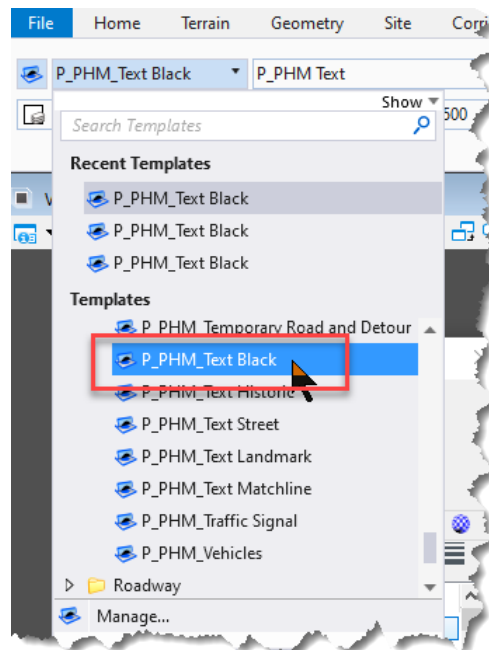 File Home Terrain Geometry Site
P_PHM_Text Black P_PHM Text
Show
500
Search Templates
Recent Templates
P_PHM_Text Black
P_PHM_Text Black
P_PHM_Text Black
Templates
P_PHM_Temporary Road and Detour
P_PHM_Text Black
P_PHM_Text Historic
P_PHM_Text Street
P_PHM_Text Landmark
P_PHM_Text Matchline
P_PHM_Traffic Signal
P_PHM_Vehicles
Roadway
Manage...